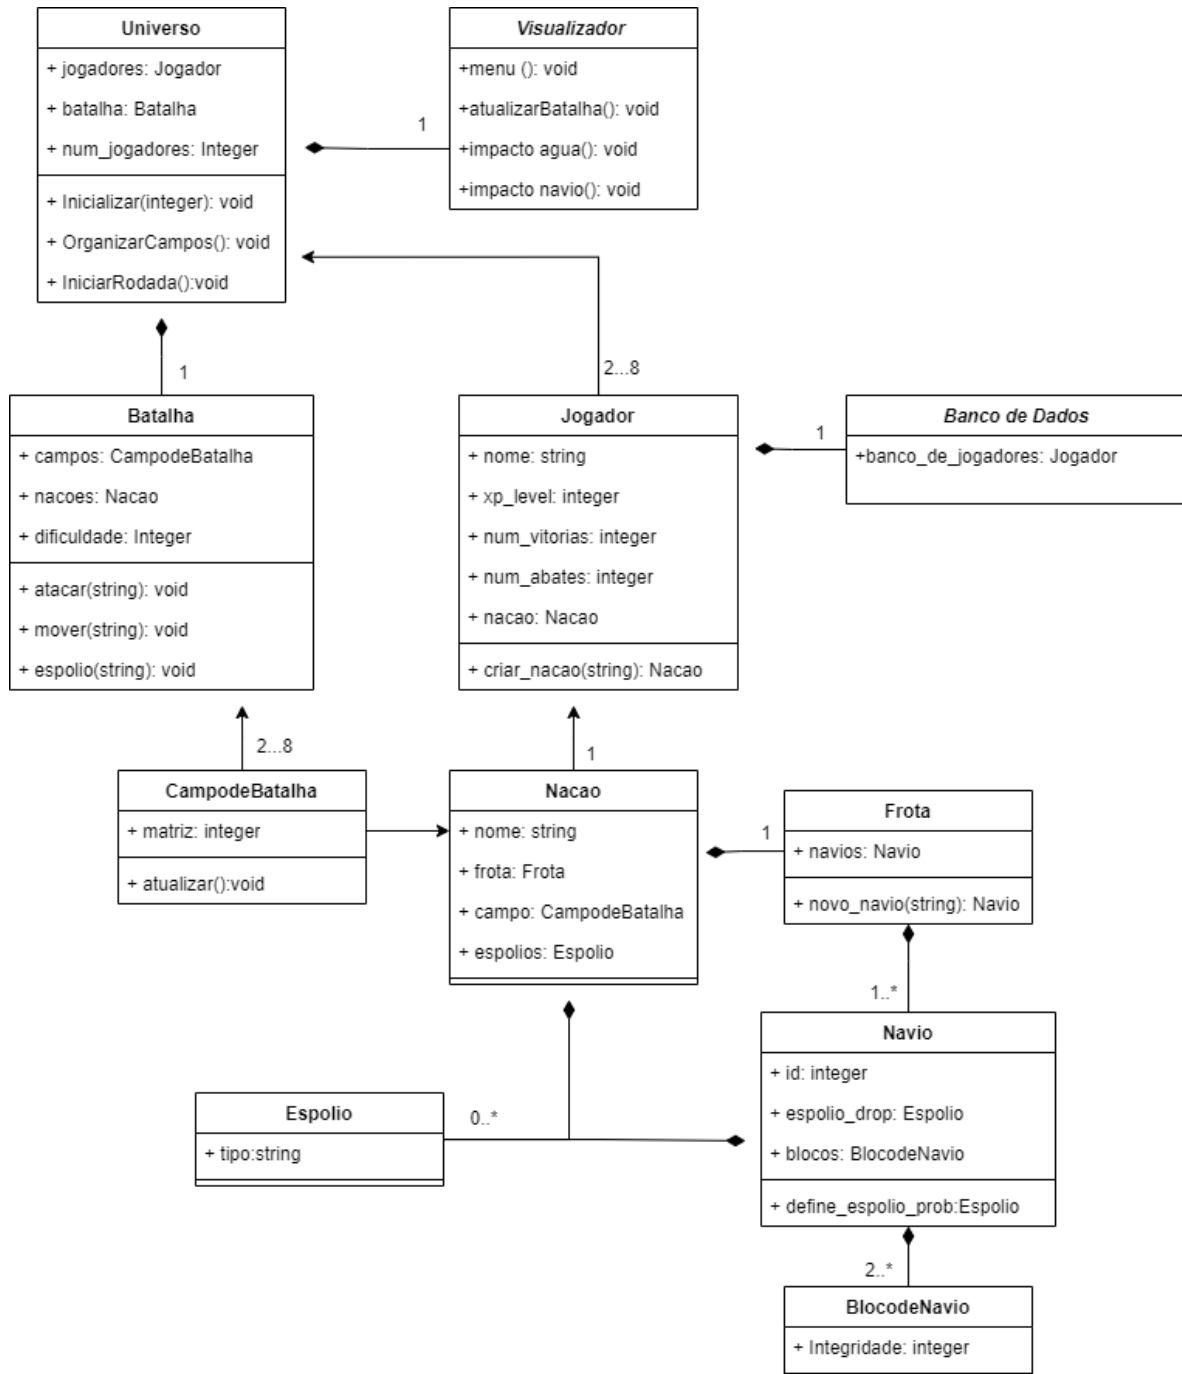 Universo
+ jogadores: Jogador
+ batalha: Batalha
+ num_jogadores: Integer
+ Inicializar(integer): void
+ OrganizarCampos(): void
+ IniciarRodada():void
Visualizador
+menu (): void
+atualizarBatalha(): void
+impacto agua(): void
+impacto navio(): void
1
1
2...8
Batalha
+ campos: CampodeBatalha
+ nacoes: Nacao
+ dificuldade: Integer
+ atacar(string): void
+ mover(string): void
+ espolio(string): void
Jogador
+ nome: string
+ xp_level: integer
+ num_vitorias: integer
+ num_abates: integer
+ nacao: Nacao
+ criar_nacao(string): Nacao
1
Banco de Dados
+banco_de_jogadores: Jogador
2...8
1
CampodeBatalha
+ matriz: integer
+ atualizar():void
Nacao
+ nome: string
+ frota: Frota
+ campo: CampodeBatalha
+ espolios: Espolio
1
Frota
+ navios: Navio
+ novo_navio(string): Navio
1..*
Navio
+ id: integer
+ espolio_drop: Espolio
+ blocos: BlocodeNavio
+ define_espolio_prob:Espolio
Espolio
+ tipo:string
0..*
2..*
BlocodeNavio
+ Integridade: integer